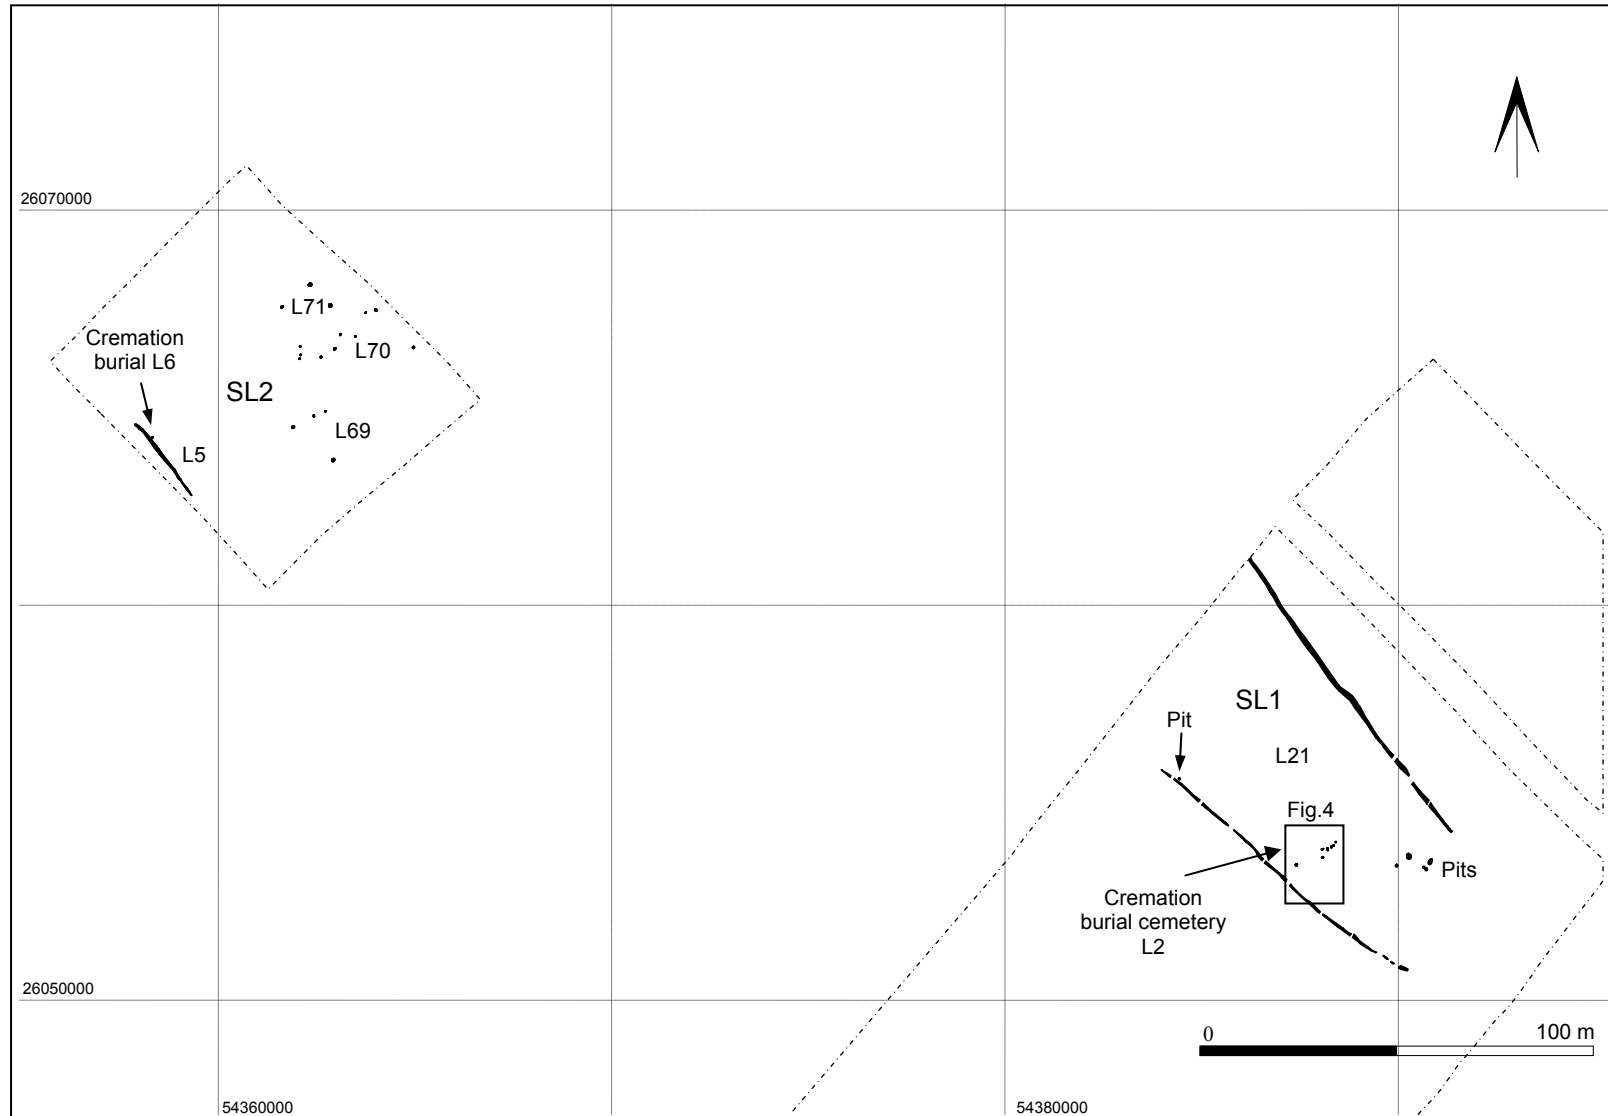 26070000
L71
Cremation
burial L6
L70
SL2
L69
L5
SL1
Pit
L21
Fig.4
Pits
Cremation
burial cemetery
L2
26050000
0 100 m
54360000
54380000